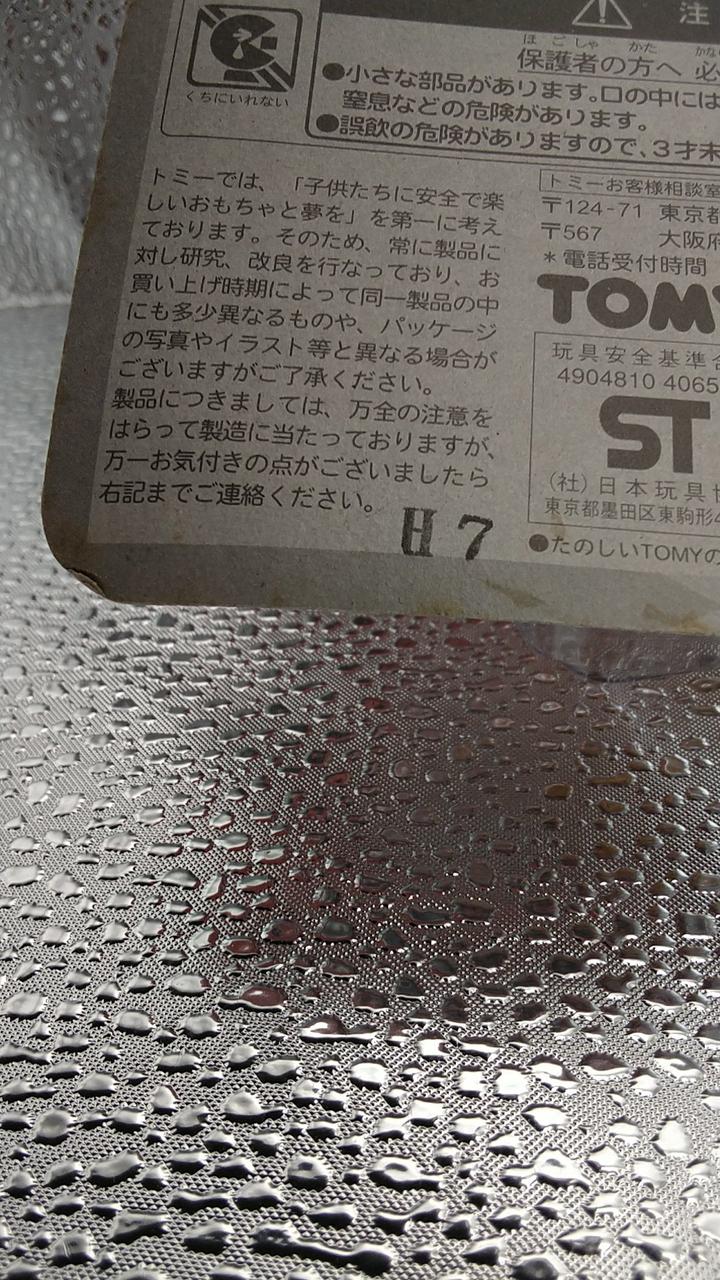 注
くちにいれない
ほごしゃ かた かな
保護者の方へ 必
●小さな部品があります。口の中には
窒息などの危険があります。
●誤飲の危険がありますので、3才未
トミーでは、「子供たちに安全で楽
しいおもちゃと夢を」を第一に考え
ております。そのため、常に製品に
対し研究、改良を行なっており、お
買い上げ時期によって同一製品の中
にも多少異なるものや、パッケージ
の写真やイラスト等と異なる場合が
ございますがご了承ください。
製品につきましては、万全の注意を
はらって製造に当たっておりますが、
万一お気付きの点がございましたら
右記までご連絡ください。
H7
トミーお客様相談室
〒124-71 東京都
〒567 大阪府
*電話受付時間
TOMY
玩具安全基準合
4904810 4065
ST
(社)日本玩具協
東京都墨田区東駒形4
●たのしいTOMYの